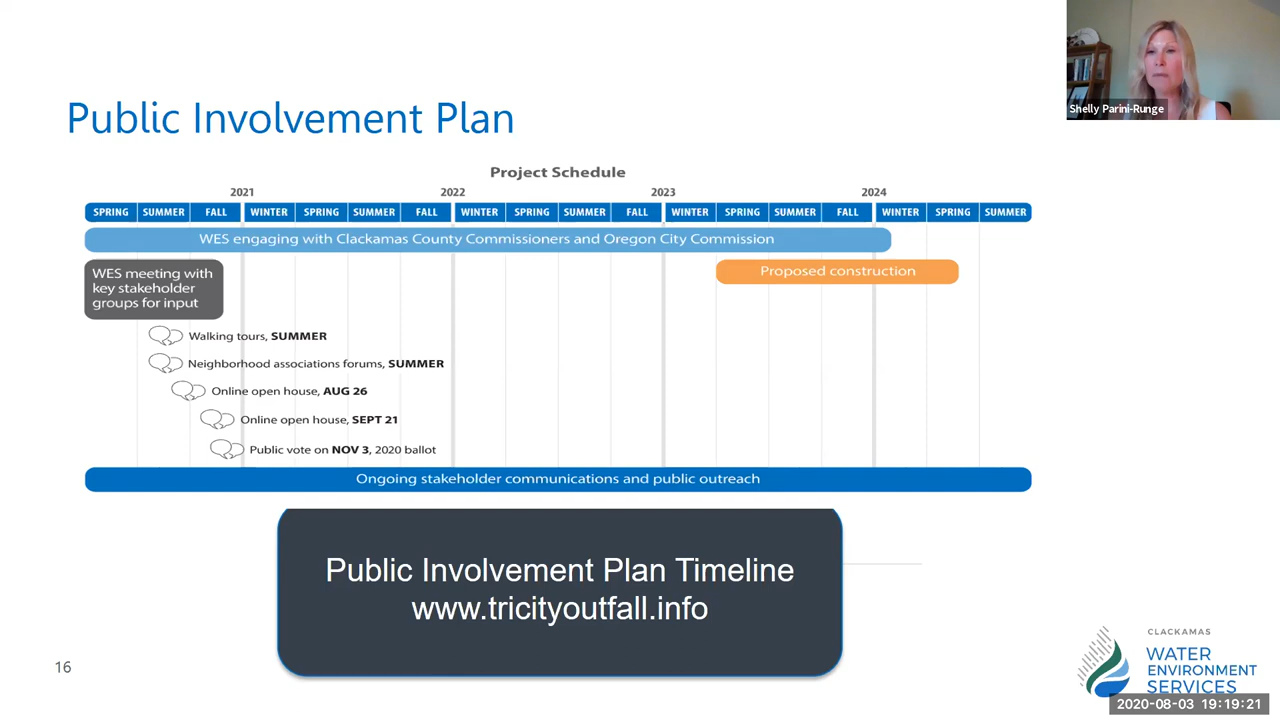 Shelly Parini-Runge
Public Involvement Plan
Project Schedule
2021 2022 2023 2024
SPRING SUMMER FALL WINTER SPRING SUMMER FALL WINTER SPRING SUMMER FALL WINTER SPRING SUMMER FALL WINTER SPRING SUMMER
WES engaging with Clackamas County Commissioners and Oregon City Commission
WES meeting with
key stakeholder
groups for input
Proposed construction
Walking tours, SUMMER
Neighborhood associations forums, SUMMER
Online open house, AUG 26
Online open house, SEPT 21
Public vote on NOV 3, 2020 ballot
Ongoing stakeholder communications and public outreach
Public Involvement Plan Timeline
www.tricityoutfall.info
16
CLACKAMAS
WATER
ENVIRONMENT
SERVICES
2020-08-03 19:19:21